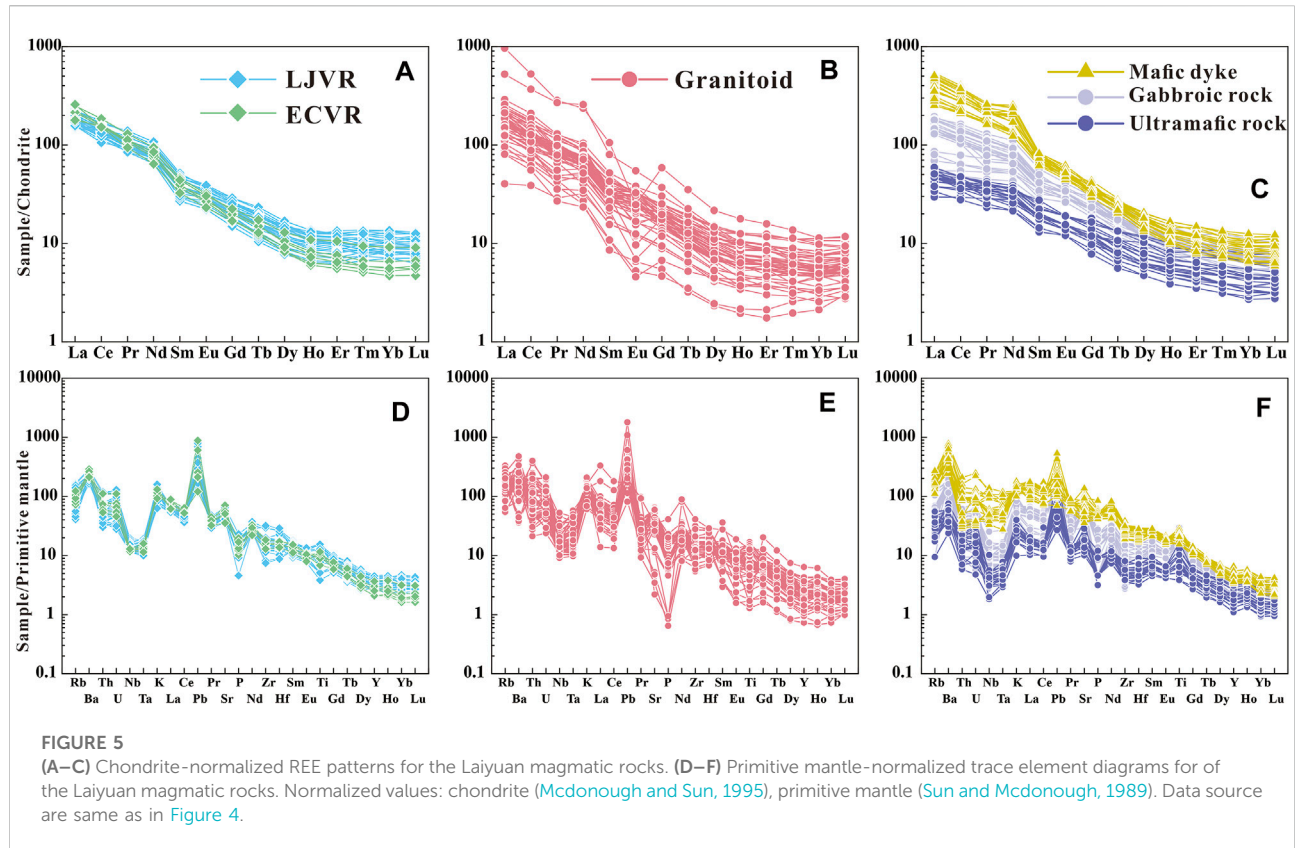 1000
100
10
1
Sample/Chondrite
A
LJVR
ECVR
La Ce Pr Nd Sm Eu Gd Tb Dy Ho Er Tm Yb Lu
1000
100
10
1
B
Granitoid
La Ce Pr Nd Sm Eu Gd Tb Dy Ho Er Tm Yb Lu
1000
100
10
1
Mafic dyke
Gabbroic rock
Ultramafic rock
C
La Ce Pr Nd Sm Eu Gd Tb Dy Ho Er Tm Yb Lu
10000
1000
100
10
1
0.1
Sample/Primitive mantle
D
Rb Th Nb K Ce Pr P Zr Sm Ti Tb Y Yb
Ba U Ta La Pb Sr Nd Hf Eu Gd Dy Ho Lu
10000
1000
100
10
1
0.1
E
Rb Th Nb K Ce Pr P Zr Sm Ti Tb Y Yb
Ba U Ta La Pb Sr Nd Hf Eu Gd Dy Ho Lu
10000
1000
100
10
1
0.1
F
Rb Th Nb K Ce Pr P Zr Sm Ti Tb Y Yb
Ba U Ta La Pb Sr Nd Hf Eu Gd Dy Ho Lu
FIGURE 5
(A–C) Chondrite-normalized REE patterns for the Laiyuan magmatic rocks. (D–F) Primitive mantle-normalized trace element diagrams for of
the Laiyuan magmatic rocks. Normalized values: chondrite (Mcdonough and Sun, 1995), primitive mantle (Sun and Mcdonough, 1989). Data source
are same as in Figure 4.